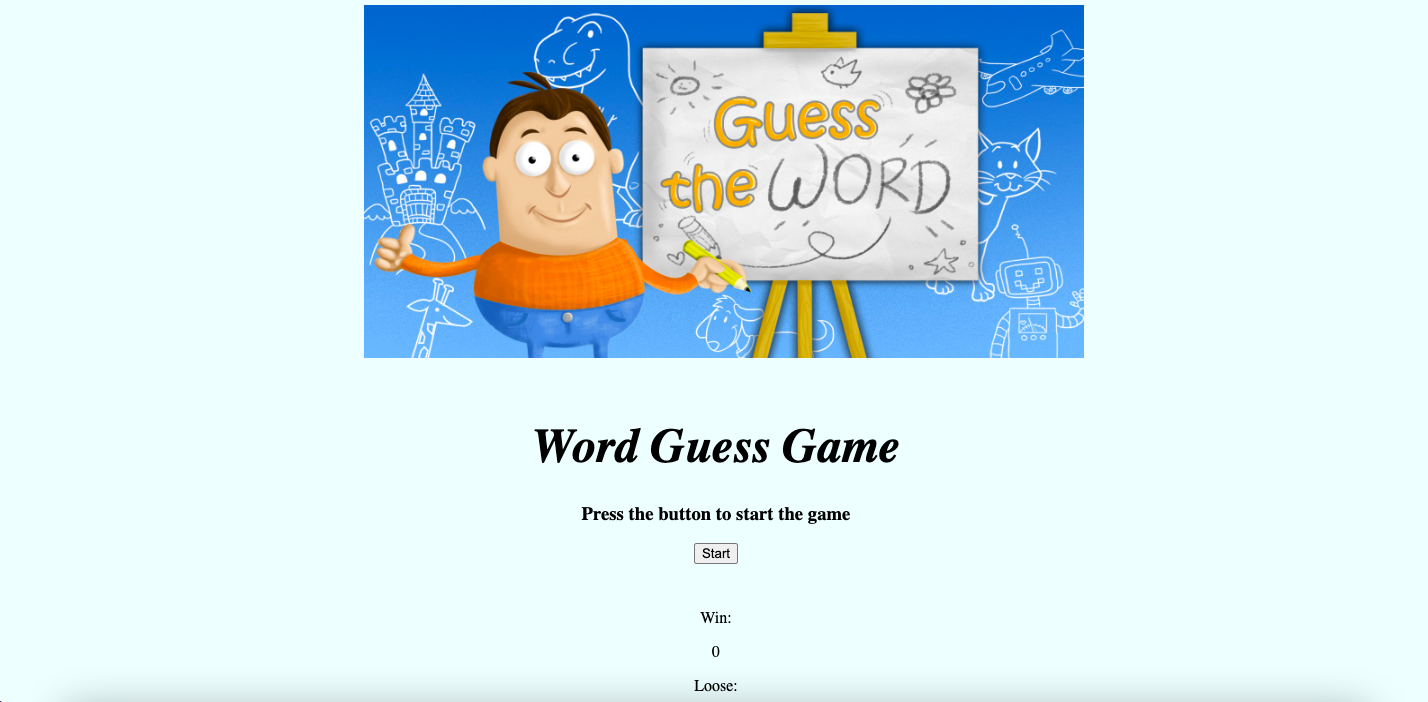 Guess
the WORD
Word Guess Game
Press the button to start the game
Start
Win:
0
Loose: